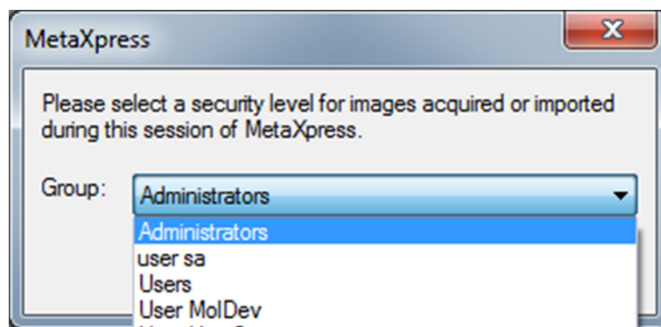 MetaXpress
Please select a security level for images acquired or imported
during this session of MetaXpress.
Group: Administrators
Administrators
user sa
Users
User MolDev